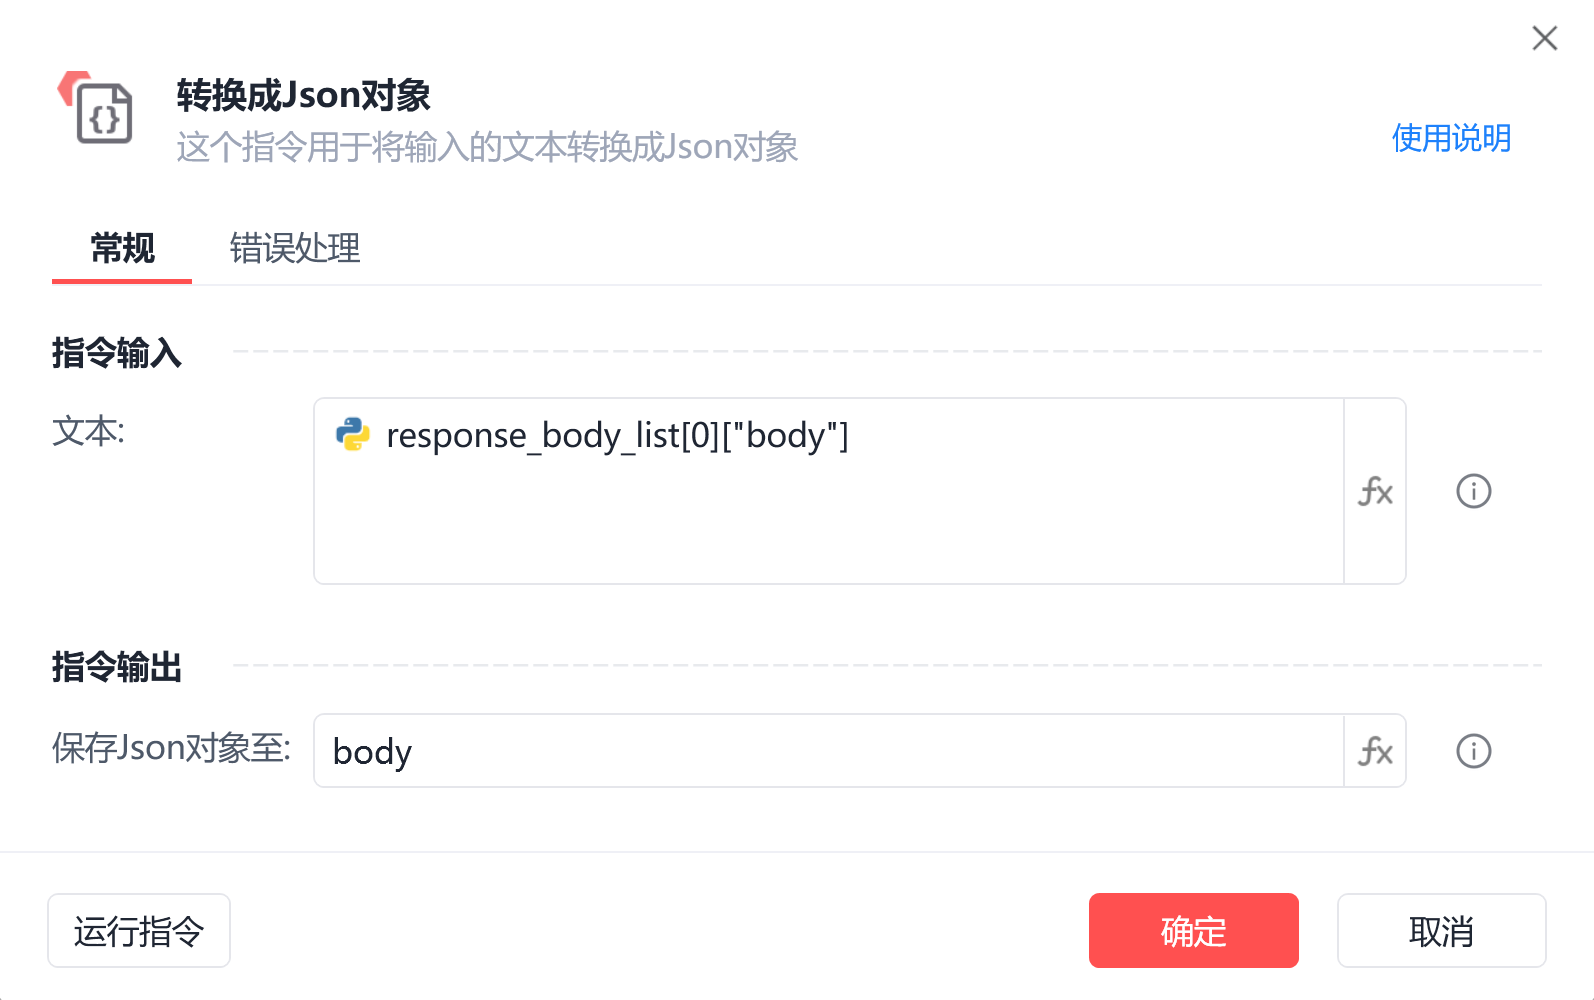 转换成Json对象
这个指令用于将输入的文本转换成Json对象
使用说明
常规
错误处理
指令输入
文本:
response_body_list[0]["body"]
fx
指令输出
保存Json对象至:
body
fx
运行指令
确定
取消